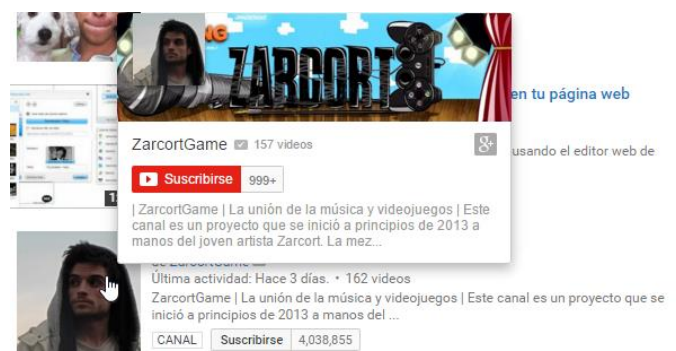 ZARCORT
en tu página web
ZarcortGame 157 videos
8+
usando el editor web de
Suscribirse 999+
| ZarcortGame | La unión de la música y videojuegos | Este
canal es un proyecto que se inició a principios de 2013 a
manos del joven artista Zarcort. La mez...
Última actividad: Hace 3 días. • 162 videos
ZarcortGame | La unión de la música y videojuegos | Este canal es un proyecto que se
inició a principios de 2013 a manos del ...
CANAL Suscribirse 4,038,855